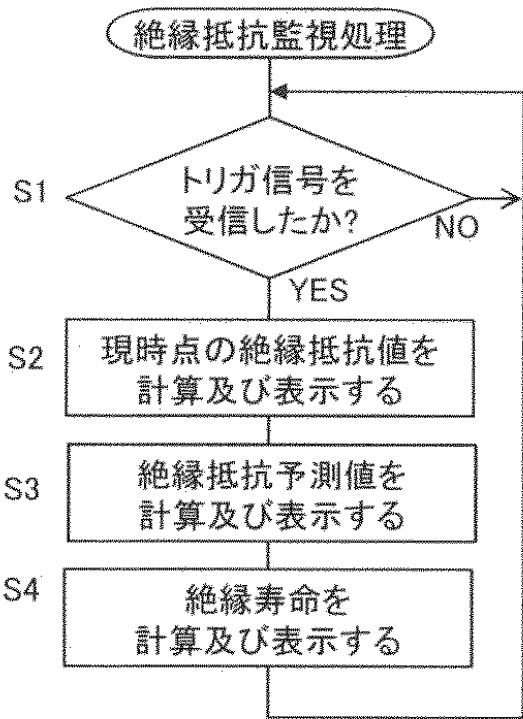 絶縁抵抗監視処理
S1
トリガ信号を
受信したか?
NO
YES
S2
現時点の絶縁抵抗値を
計算及び表示する
S3
絶縁抵抗予測値を
計算及び表示する
S4
絶縁寿命を
計算及び表示する